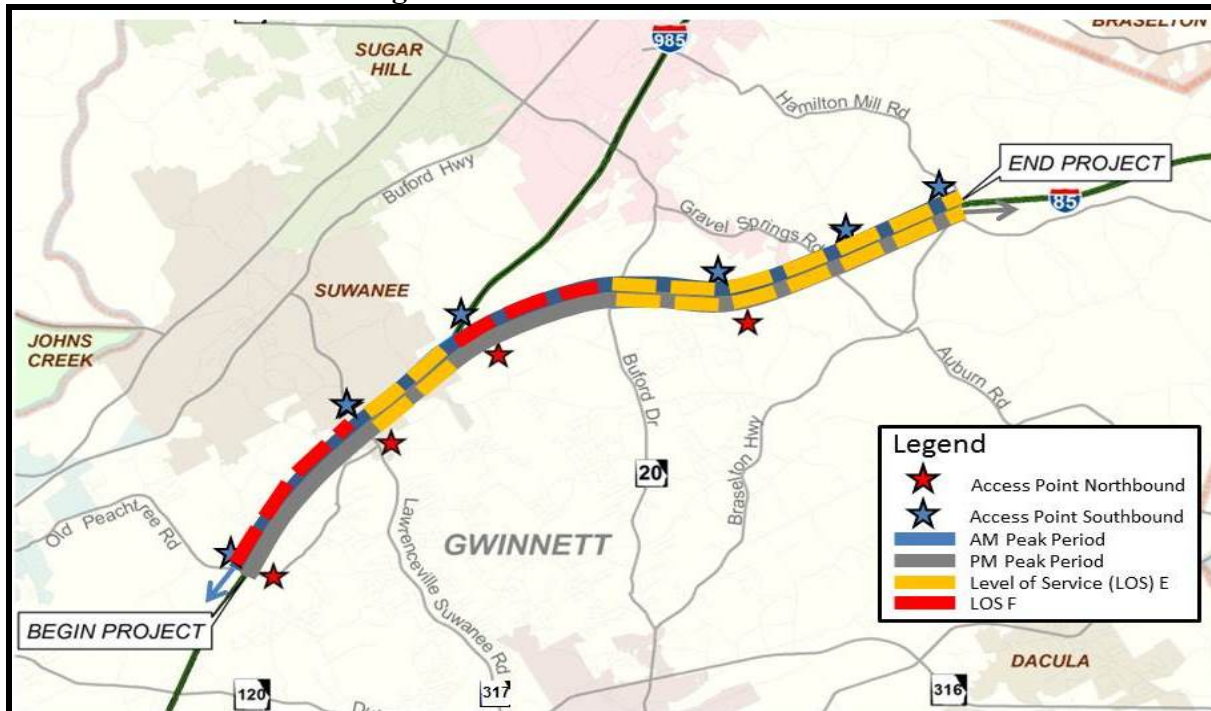 BRASELTON
SUGAR
HILL
985
Hamilton Mill Rd
Buford Hwy
END PROJECT
85
Gravel Springs Rd
SUWANEE
JOHNS
CREEK
Buford Dr
Auburn Rd
Braselton Hwy
20
Old Peachtree Rd
Lawrenceville Suwanee Rd
GWINNETT
BEGIN PROJECT
Legend
Access Point Northbound
Access Point Southbound
AM Peak Period
PM Peak Period
Level of Service (LOS) E
LOS F
DACULA
120
317
316